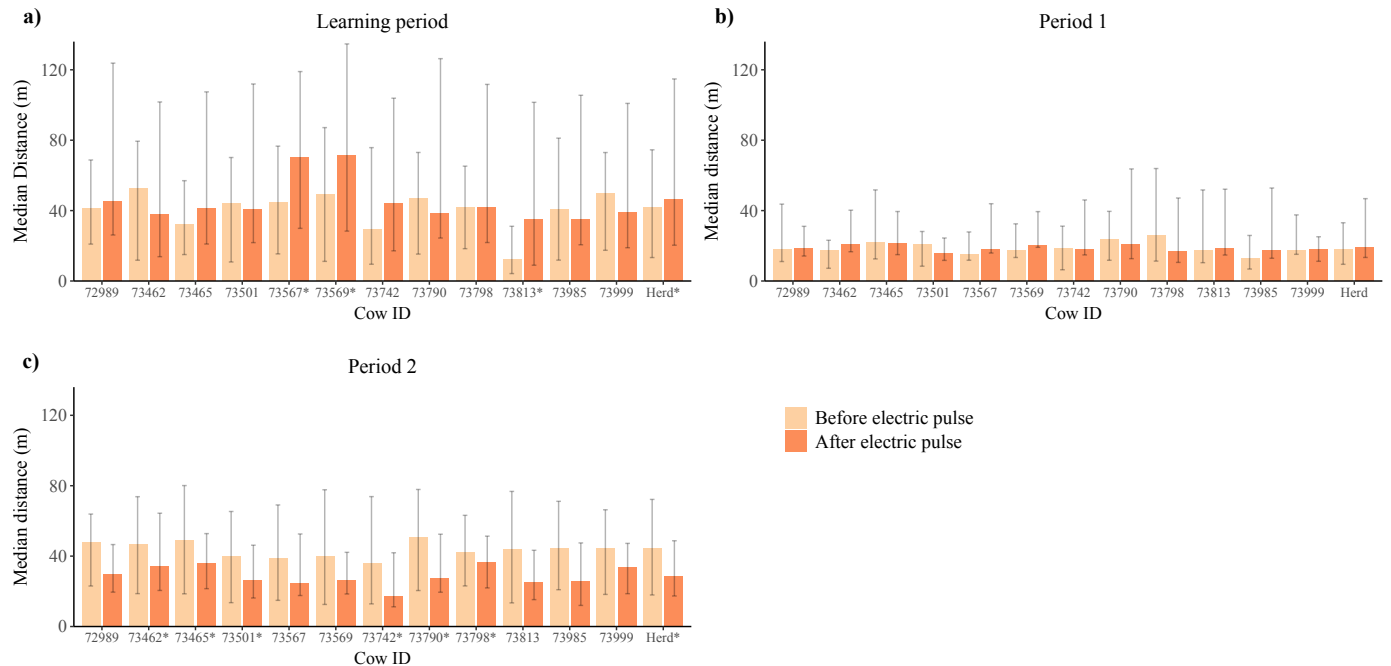 a)
Learning period
Median Distance (m)
120
80
40
0
72989 73462 73465 73501 73567* 73569* 73742 73790 73798 73813* 73985 73999 Herd*
Cow ID
b)
Period 1
Median distance (m)
120
80
40
0
72989 73462 73465 73501 73567 73569 73742 73790 73798 73813 73985 73999 Herd
Cow ID
c)
Period 2
Median distance (m)
120
80
40
0
72989 73462* 73465* 73501* 73567 73569 73742* 73790* 73798* 73813 73985 73999 Herd*
Cow ID
Before electric pulse
After electric pulse